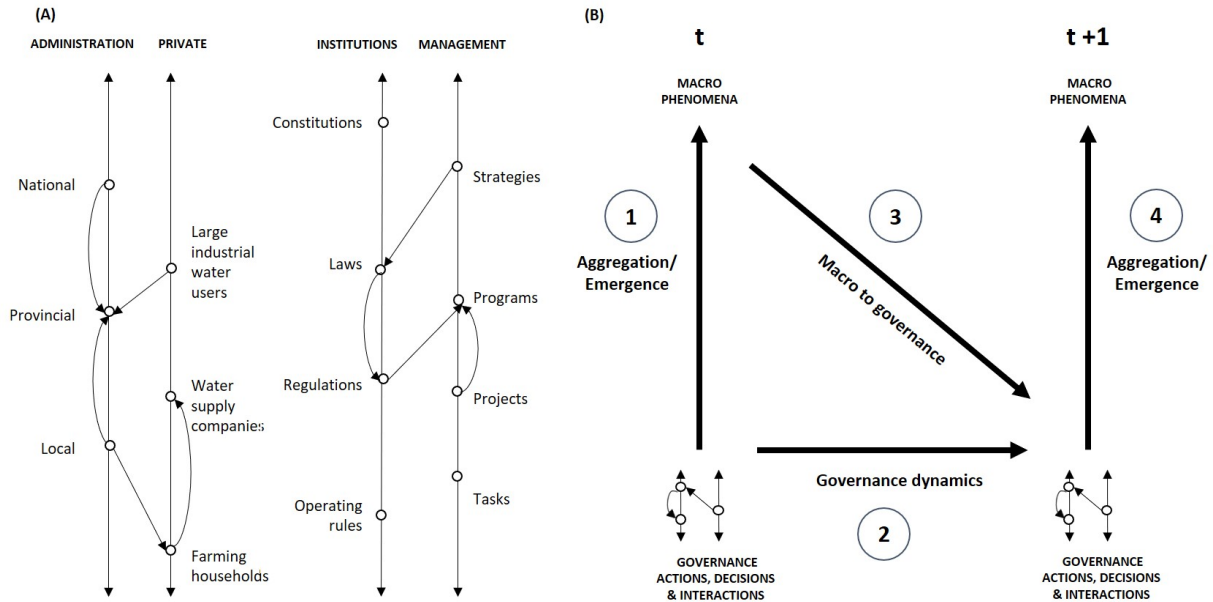 (A)
ADMINISTRATION
PRIVATE
INSTITUTIONS
MANAGEMENT
Constitutions
National
Strategies
Large
industrial
water
users
Laws
Programs
Provincial
Regulations
Water
supply
companies
Projects
Local
Tasks
Operating
rules
Farming
households
(B)
t
t +1
MACRO
PHENOMENA
MACRO
PHENOMENA
1
Aggregation/
Emergence
3
Macro to governance
4
Aggregation/
Emergence
Governance dynamics
2
GOVERNANCE
ACTIONS, DECISIONS
& INTERACTIONS
GOVERNANCE
ACTIONS, DECISIONS
& INTERACTIONS